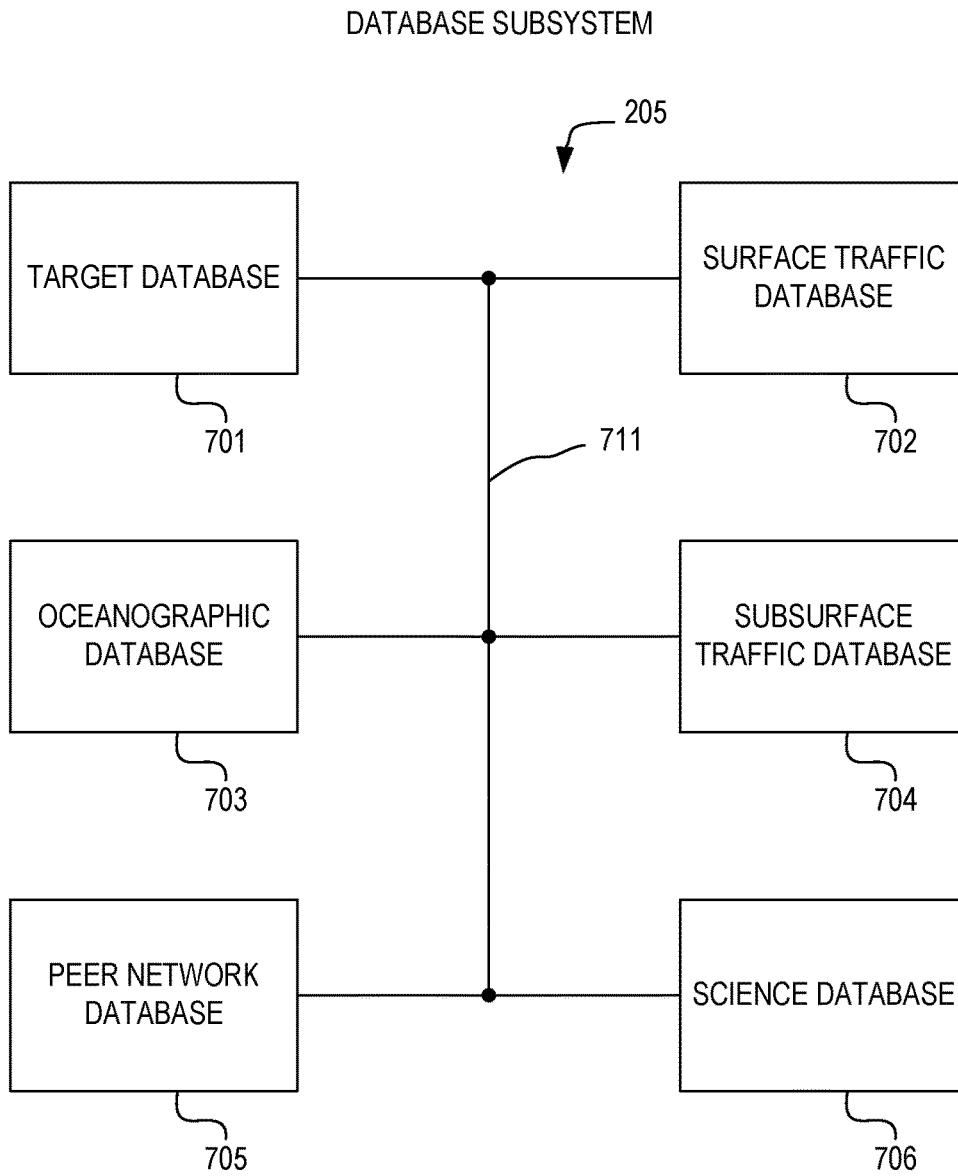 DATABASE SUBSYSTEM
205
TARGET DATABASE
SURFACE TRAFFIC
DATABASE
701
702
711
OCEANOGRAPHIC
DATABASE
SUBSURFACE
TRAFFIC DATABASE
703
704
PEER NETWORK
DATABASE
SCIENCE DATABASE
705
706